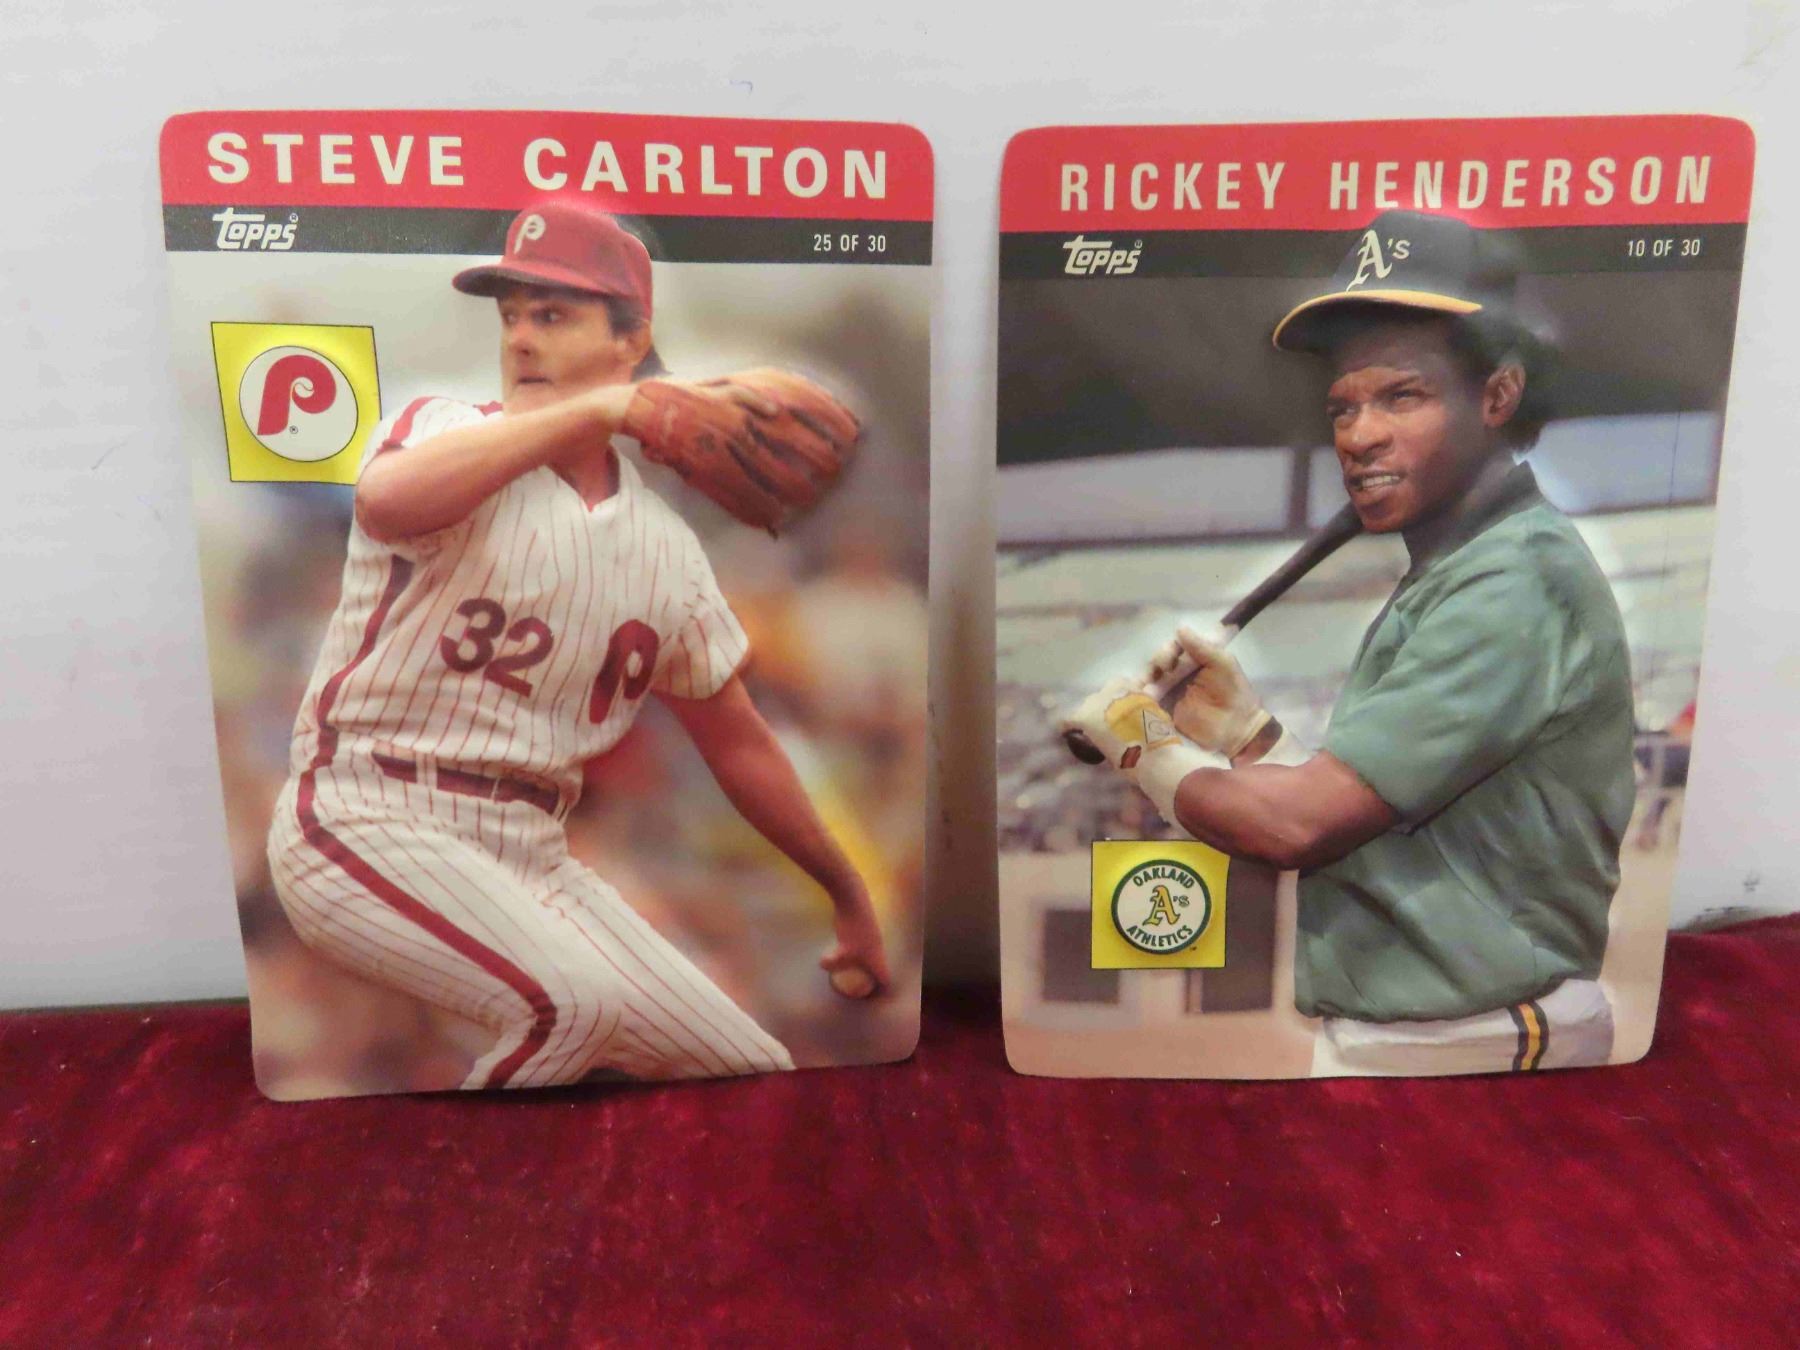 STEVE CARLTON
Topps®
25 OF 30
P
P
®
32
P
RICKEY HENDERSON
Topps®
10 OF 30
A's
OAKLAND
A's
ATHLETICS